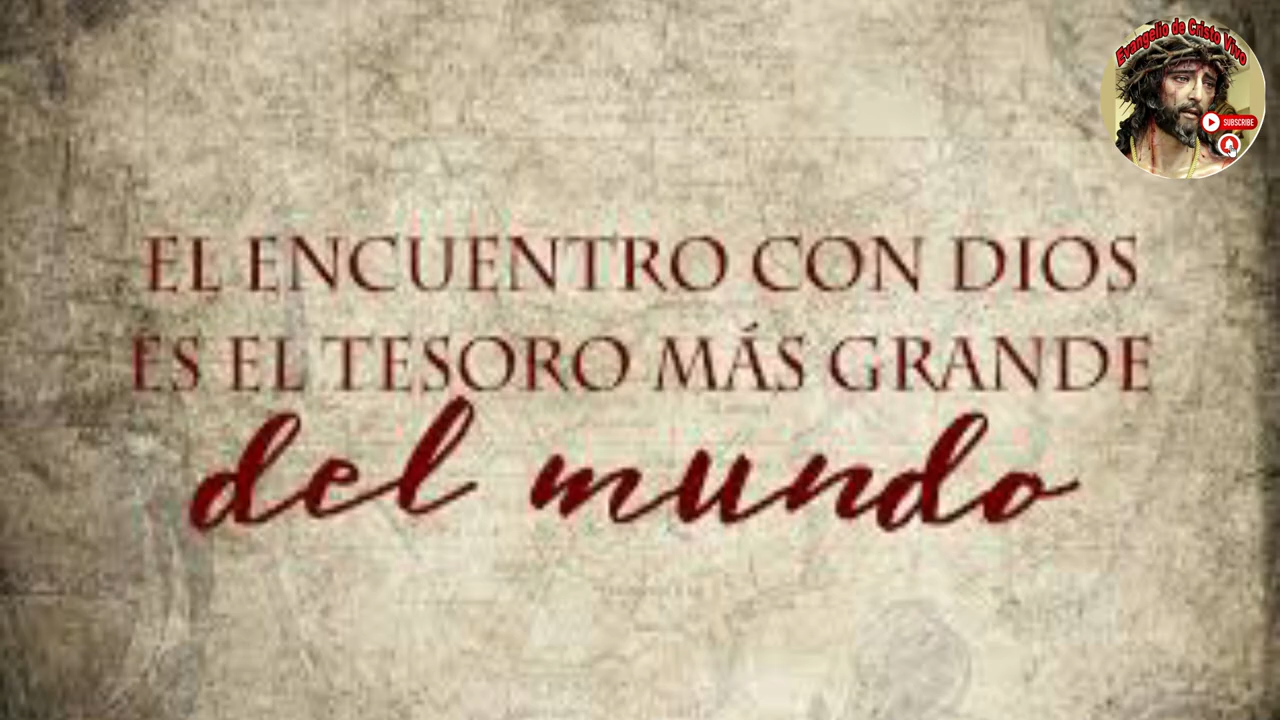 Evangelio de Cristo Vivo
SUBSCRIBE
EL ENCUENTRO CON DIOS
ES EL TESORO MÁS GRANDE
del mundo